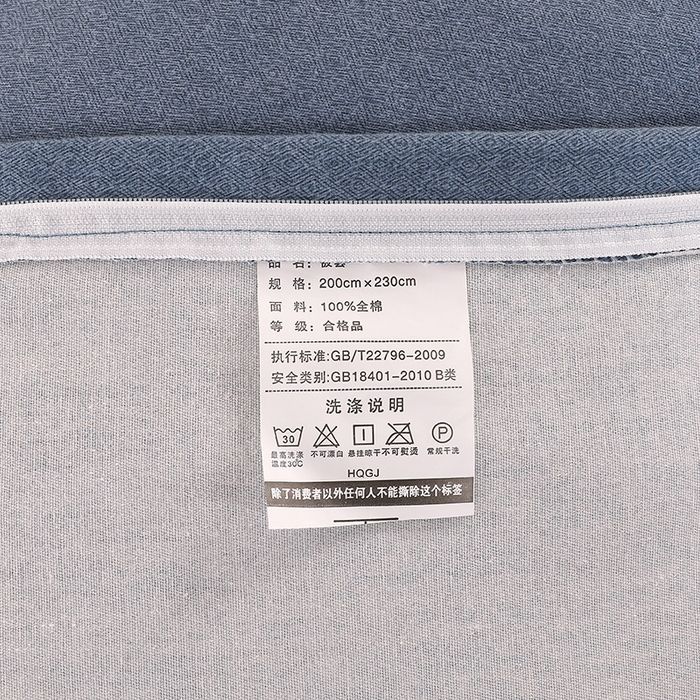 品 名：被套
规 格：200cm×230cm
面 料：100%全棉
等 级：合格品
执行标准:GB/T22796-2009
安全类别:GB18401-2010 B类
洗涤说明
30 P
最高洗涤温度30℃ 不可漂白 悬挂晾干 不可熨烫 常规干洗
HQGJ
除了消费者以外任何人不能撕除这个标签